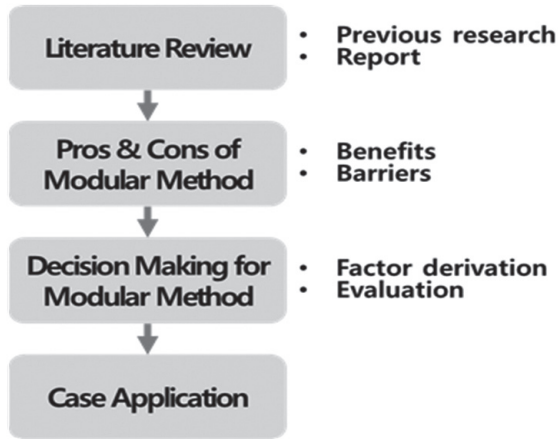 Literature Review
• Previous research
• Report
Pros & Cons of
Modular Method
• Benefits
• Barriers
Decision Making for
Modular Method
• Factor derivation
• Evaluation
Case Application